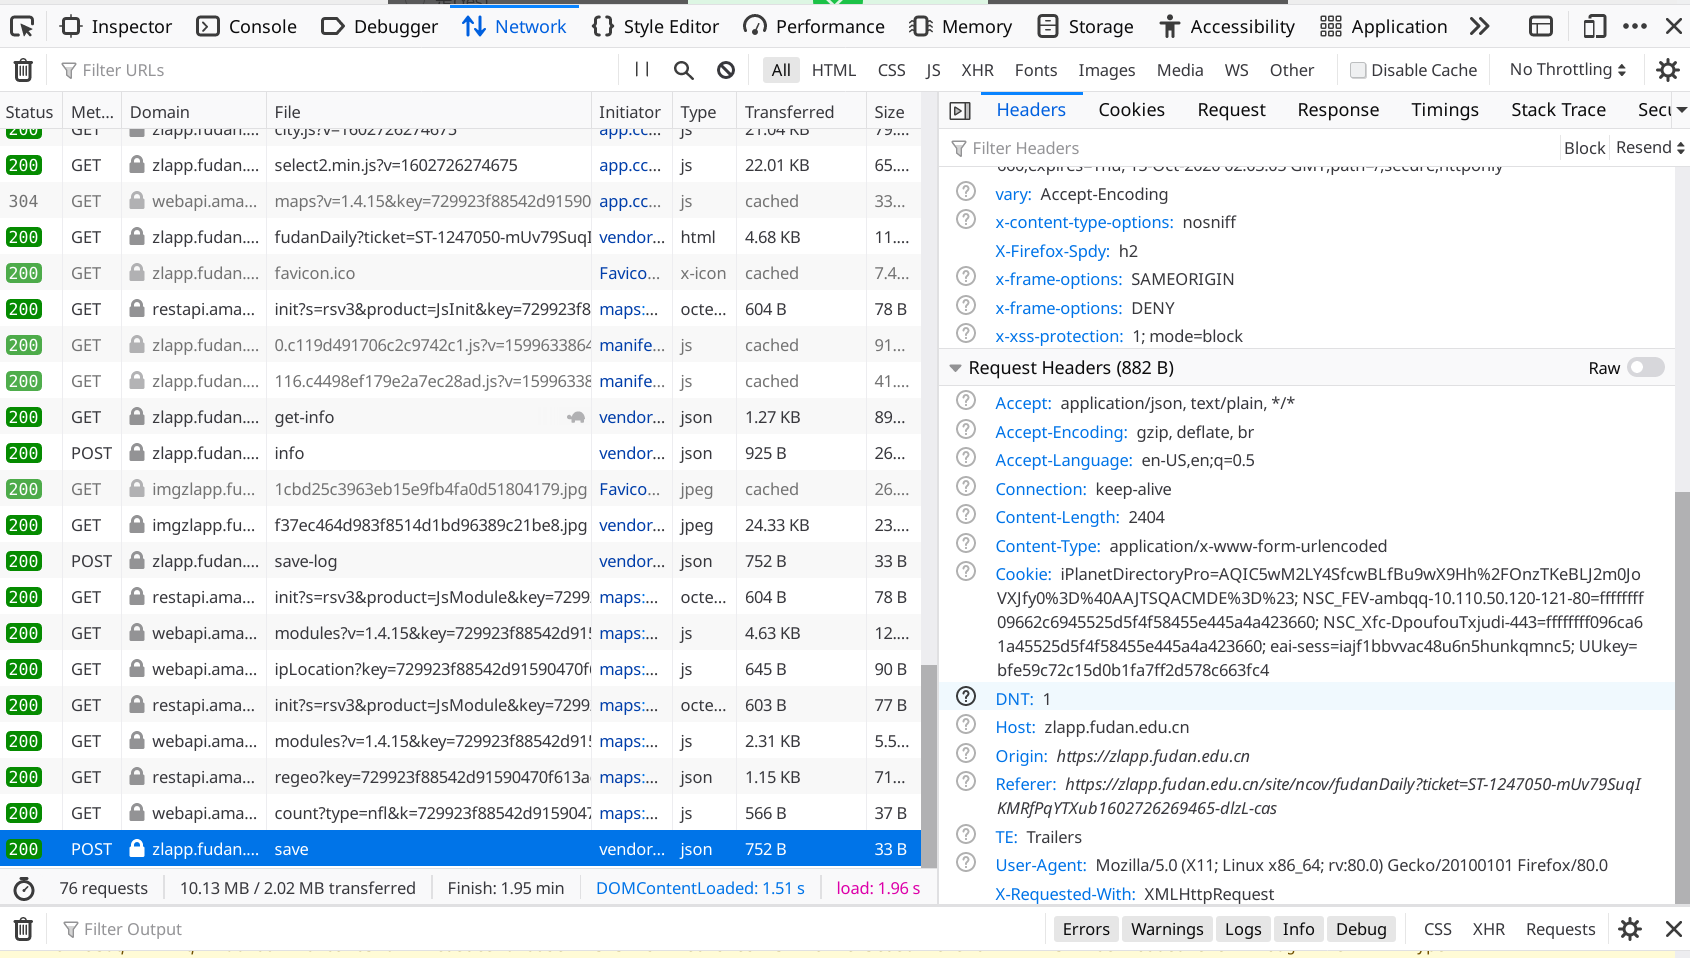 Inspector Console Debugger Network Style Editor Performance Memory Storage Accessibility Application
Filter URLs All HTML CSS JS XHR Fonts Images Media WS Other Disable Cache No Throttling
Status Met... Domain File Initiator Type Transferred Size
200 GET zlapp.fudan.... city.js?v=1602726274675 app.cc... js 21.04 KB 79....
200 GET zlapp.fudan.... select2.min.js?v=1602726274675 app.cc... js 22.01 KB 65....
304 GET webapi.ama... maps?v=1.4.15&key=729923f88542d91590 app.cc... js cached 33...
200 GET zlapp.fudan.... fudanDaily?ticket=ST-1247050-mUv79SuqI vendor... html 4.68 KB 11....
200 GET zlapp.fudan.... favicon.ico Favico... x-icon cached 7.4...
200 GET restapi.ama... init?s=rsv3&product=JsInit&key=729923f8 maps:... octe... 604 B 78 B
200 GET zlapp.fudan.... 0.c119d491706c2c9742c1.js?v=1599633864 manife... js cached 91...
200 GET zlapp.fudan.... 116.c4498ef179e2a7ec28ad.js?v=15996338 manife... js cached 41...
200 GET zlapp.fudan.... get-info vendor... json 1.27 KB 89...
200 POST zlapp.fudan.... info vendor... json 925 B 26...
200 GET imgzlapp.fu... 1cbd25c3963eb15e9fb4fa0d51804179.jpg Favico... jpeg cached 26....
200 GET imgzlapp.fu... f37ec464d983f8514d1bd96389c21be8.jpg vendor... jpeg 24.33 KB 23....
200 POST zlapp.fudan.... save-log vendor... json 752 B 33 B
200 GET restapi.ama... init?s=rsv3&product=JsModule&key=7299 maps:... octe... 604 B 78 B
200 GET webapi.ama... modules?v=1.4.15&key=729923f88542d915 maps:... js 4.63 KB 12....
200 GET webapi.ama... ipLocation?key=729923f88542d91590470f maps:... js 645 B 90 B
200 GET restapi.ama... init?s=rsv3&product=JsModule&key=7299 maps:... octe... 603 B 77 B
200 GET webapi.ama... modules?v=1.4.15&key=729923f88542d915 maps:... js 2.31 KB 5.5...
200 GET restapi.ama... regeo?key=729923f88542d91590470f613a maps:... json 1.15 KB 71...
200 GET webapi.ama... count?type=nfl&k=729923f88542d9159047 maps:... js 566 B 37 B
200 POST zlapp.fudan.... save vendor... json 752 B 33 B
76 requests 10.13 MB / 2.02 MB transferred Finish: 1.95 min DOMContentLoaded: 1.51 s load: 1.96 s
Headers Cookies Request Response Timings Stack Trace Secu
Filter Headers Block Resend
vary: Accept-Encoding
x-content-type-options: nosniff
X-Firefox-Spdy: h2
x-frame-options: SAMEORIGIN
x-frame-options: DENY
x-xss-protection: 1; mode=block
Request Headers (882 B) Raw
Accept: application/json, text/plain, */*
Accept-Encoding: gzip, deflate, br
Accept-Language: en-US,en;q=0.5
Connection: keep-alive
Content-Length: 2404
Content-Type: application/x-www-form-urlencoded
Cookie: iPlanetDirectoryPro=AQIC5wM2LY4SfcwBLfBu9wX9Hh%2FOnzTKeBLJ2m0Jo
VXJfy0%3D%40AAJTSQACMDE%3D%23; NSC_FEV-ambqq-10.110.50.120-121-80=ffffffff
09662c6945525d5f4f58455e445a4a423660; NSC_Xfc-DpoufouTxjudi-443=ffffffff096ca6
1a45525d5f4f58455e445a4a423660; eai-sess=iajf1bbvvac48u6n5hunkqmnc5; UUkey=
bfe59c72c15d0b1fa7ff2d578c663fc4
DNT: 1
Host: zlapp.fudan.edu.cn
Origin: https://zlapp.fudan.edu.cn
Referer: https://zlapp.fudan.edu.cn/site/ncov/fudanDaily?ticket=ST-1247050-mUv79SuqI
KMRfPqYTXub1602726269465-dlzL-cas
TE: Trailers
User-Agent: Mozilla/5.0 (X11; Linux x86_64; rv:80.0) Gecko/20100101 Firefox/80.0
X-Requested-With: XMLHttpRequest
Filter Output Errors Warnings Logs Info Debug CSS XHR Requests